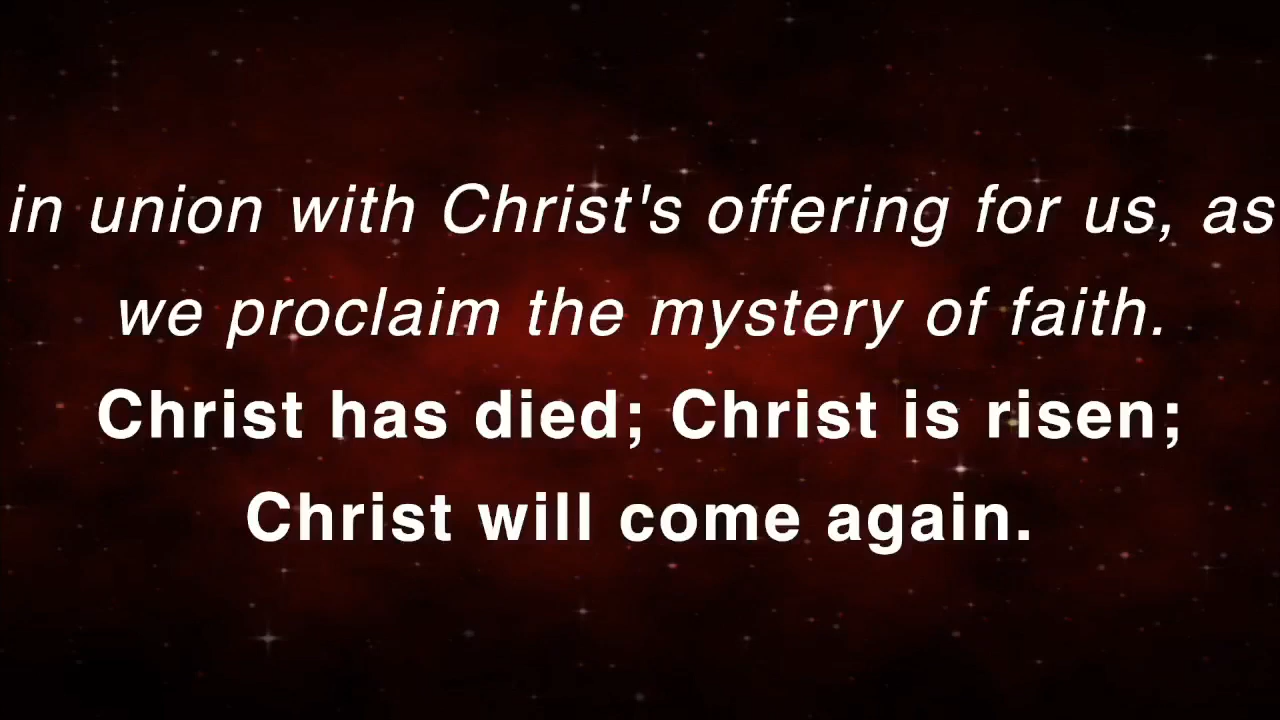 in union with Christ's offering for us, as
we proclaim the mystery of faith.
Christ has died; Christ is risen;
Christ will come again.